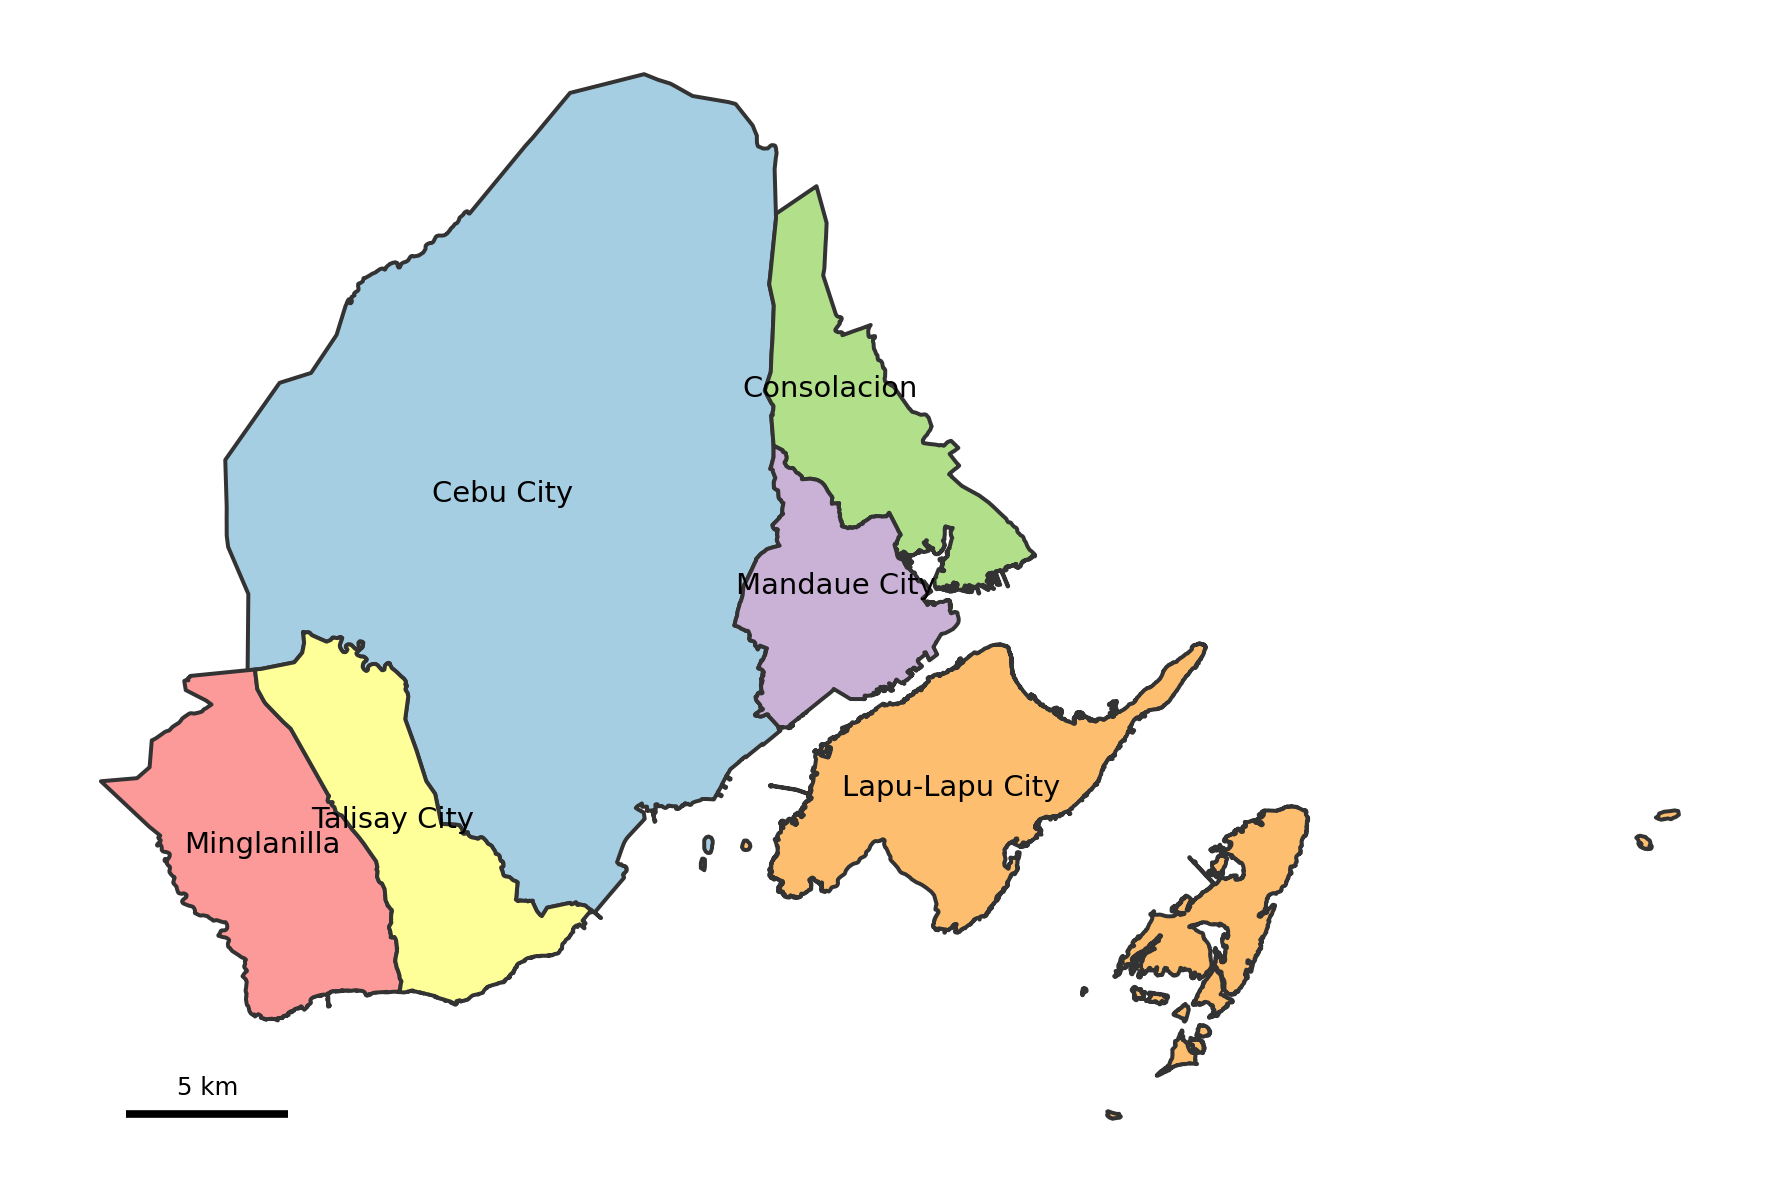 Consolacion
Cebu City
Mandaue City
Lapu-Lapu City
Talisay City
Minglanilla
5 km